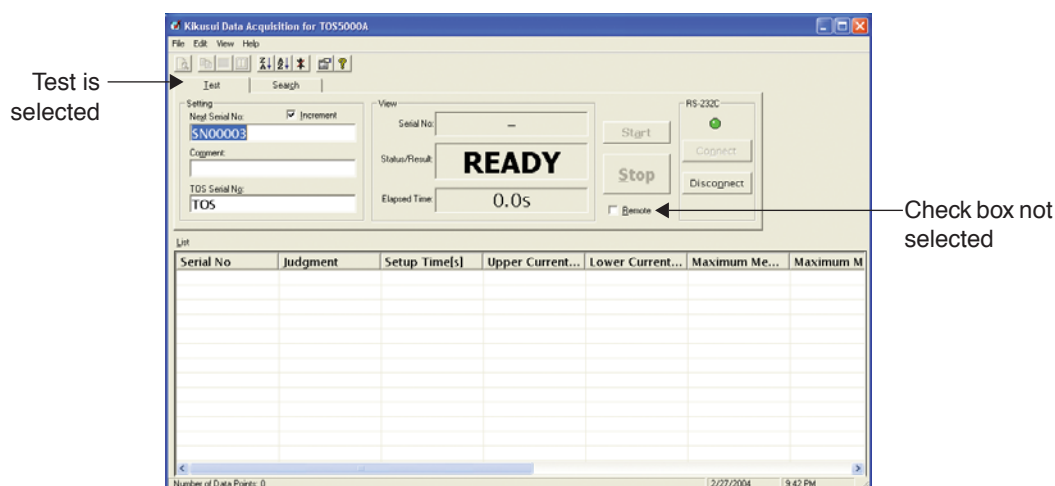 Kikusui Data Acquisition for TOS5000A
File Edit View Help
Test is selected
Test Search
Setting
Next Serial No: Increment
SN00003
Comment:
TOS Serial No:
TOS
View
Serial No: –
Status/Result: READY
Elapsed Time: 0.0s
Start
Stop
Remote
RS-232C
Connect
Disconnect
Check box not selected
List
Serial No Judgment Setup Time[s] Upper Current... Lower Current... Maximum Me... Maximum M
Number of Data Points: 0 2/27/2004 9:42 PM